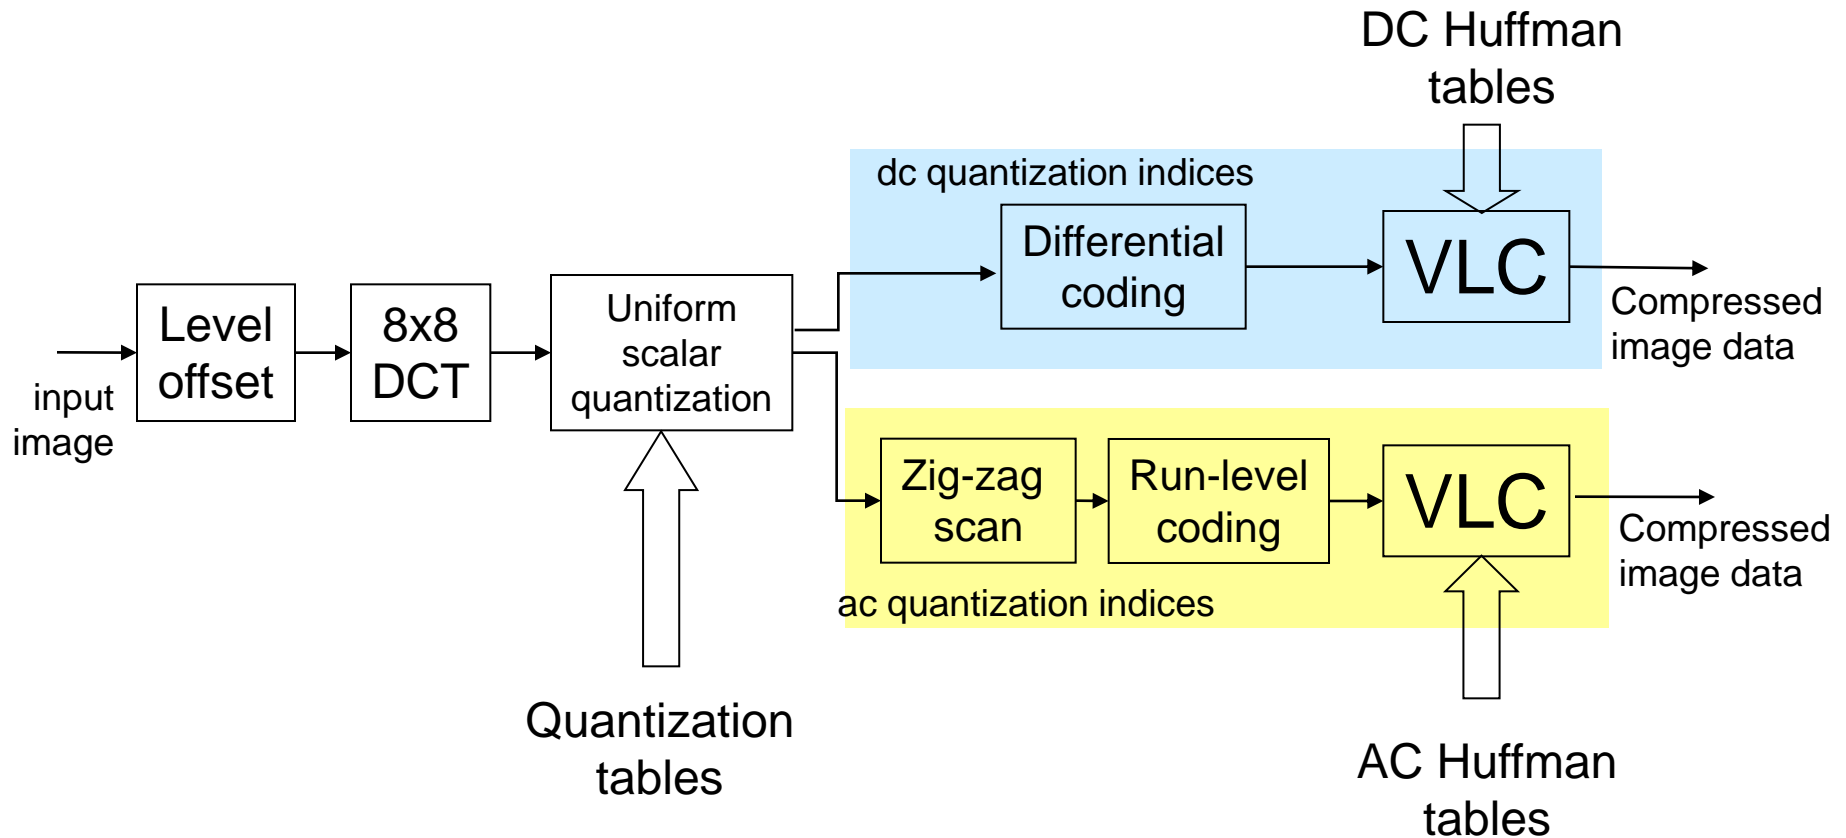 DC Huffman
tables
dc quantization indices
Differential
coding
VLC
Compressed
image data
input
image
Level
offset
8x8
DCT
Uniform
scalar
quantization
Zig-zag
scan
Run-level
coding
VLC
Compressed
image data
ac quantization indices
Quantization
tables
AC Huffman
tables